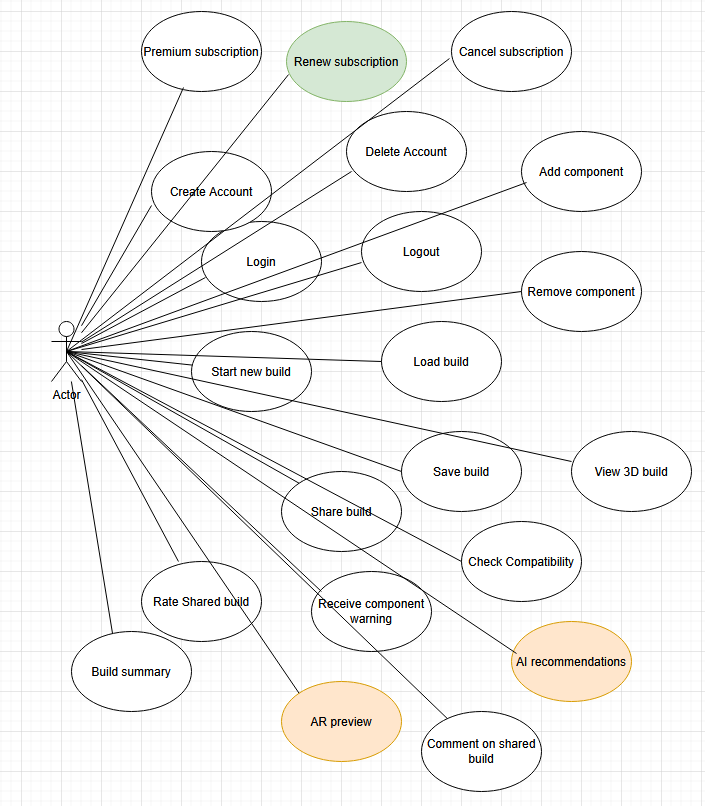 Premium subscription
Renew subscription
Cancel subscription
Delete Account
Add component
Create Account
Login
Logout
Remove component
Start new build
Load build
Actor
Save build
View 3D build
Share build
Check Compatibility
Rate Shared build
Receive component
warning
AI recommendations
Build summary
AR preview
Comment on shared
build